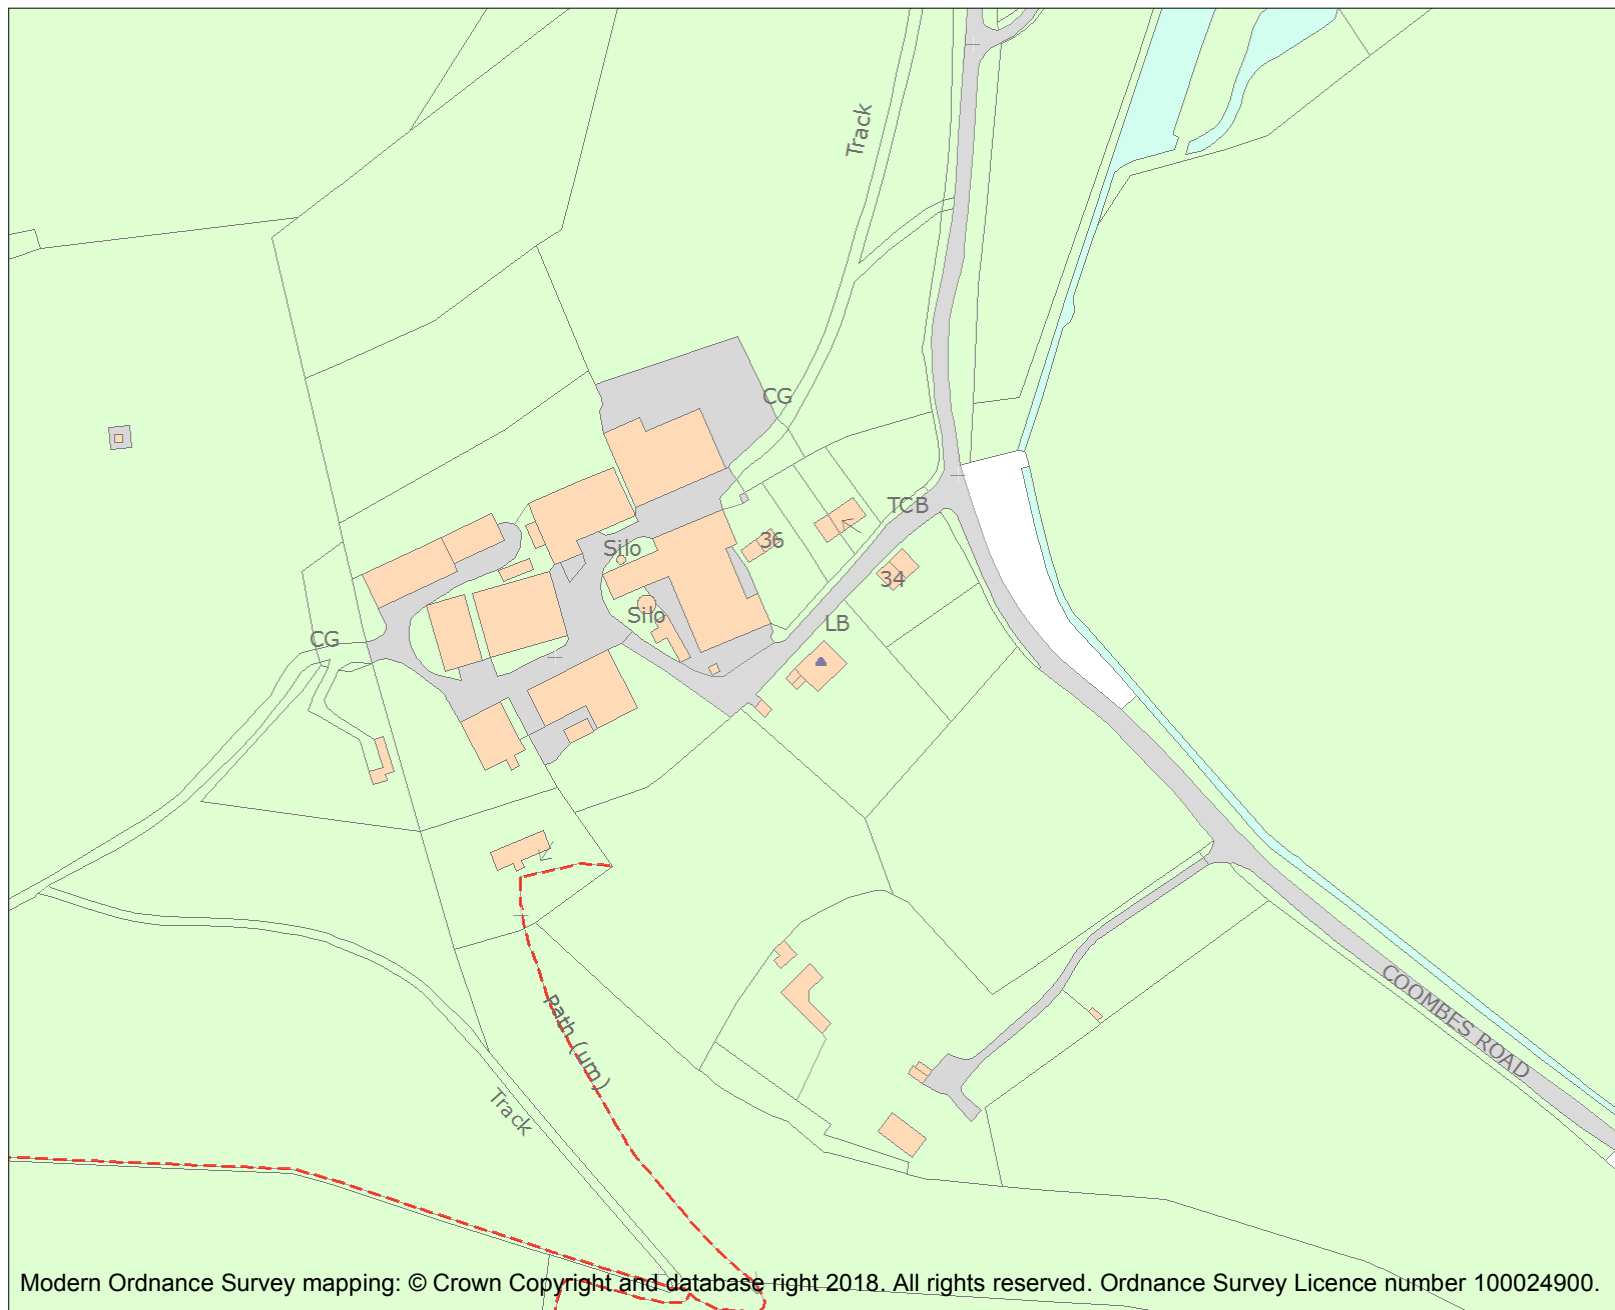 Track
CG
TCB
36
Silo
34
Silo
LB
CG
COOMBES ROAD
Path (um)
Track
Modern Ordnance Survey mapping: © Crown Copyright and database right 2018. All rights reserved. Ordnance Survey Licence number 100024900.